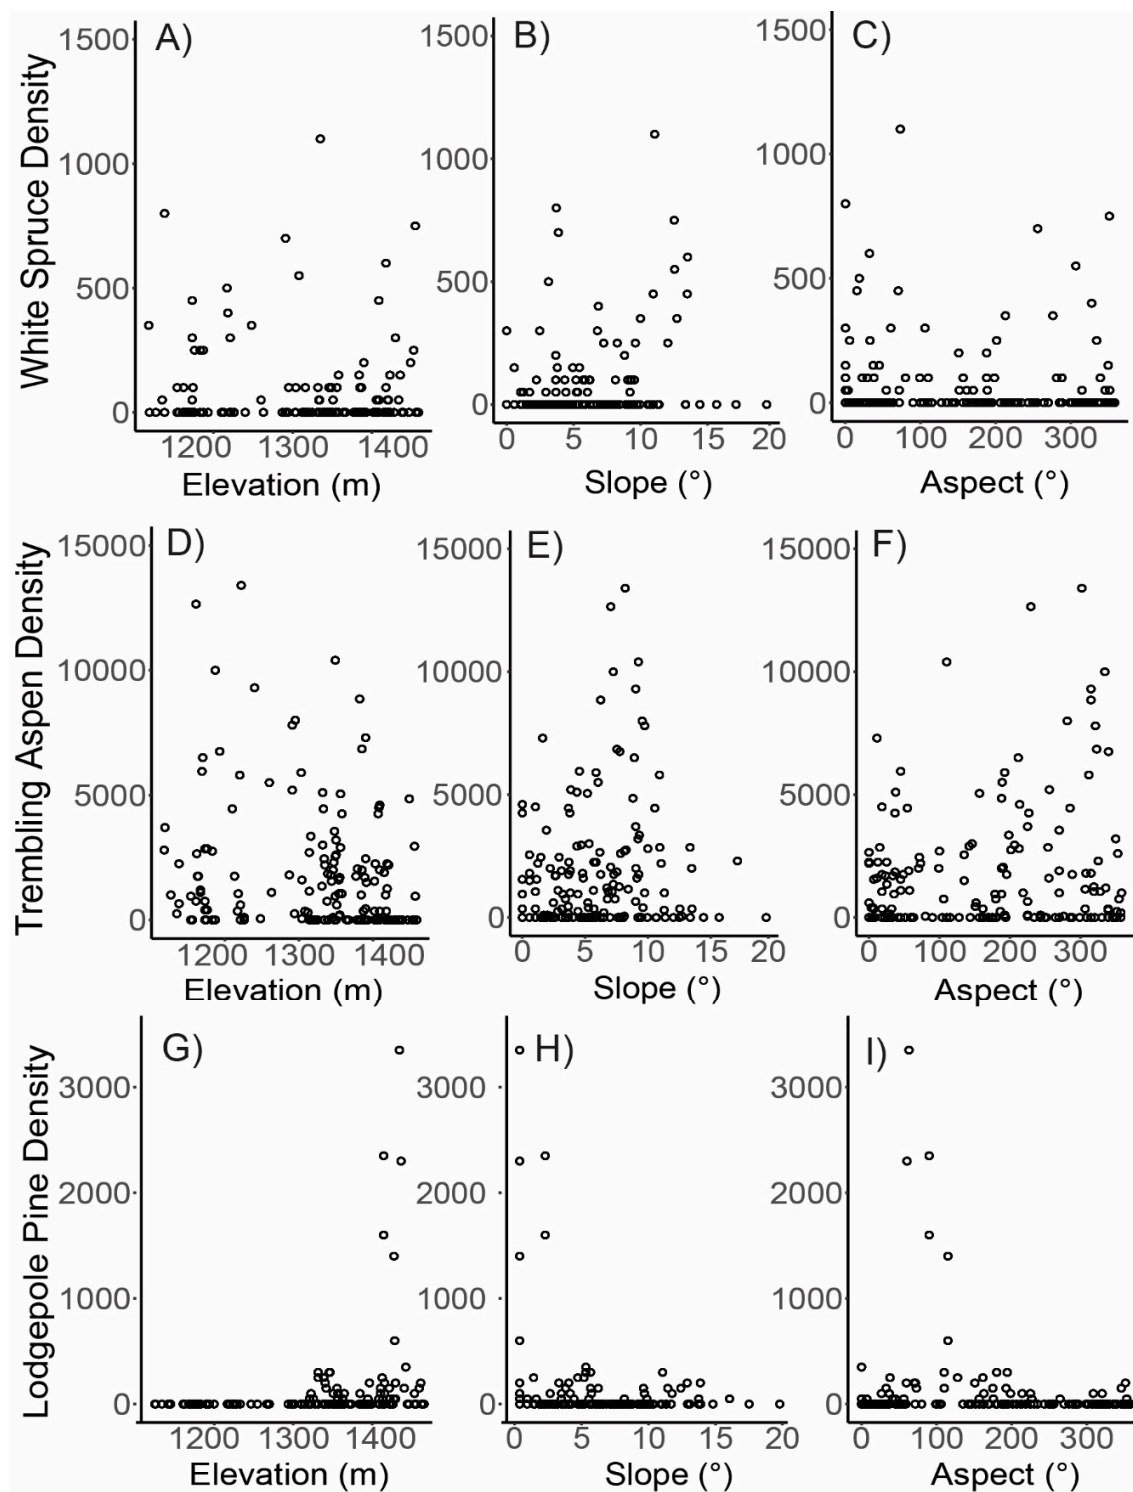 A)
B)
C)
White Spruce Density
1500
1000
500
0
1200 1300 1400
Elevation (m)
1500
1000
500
0
0 5 10 15 20
Slope (°)
1500
1000
500
0
0 100 200 300
Aspect (°)
D)
E)
F)
Trembling Aspen Density
15000
10000
5000
0
1200 1300 1400
Elevation (m)
15000
10000
5000
0
0 5 10 15 20
Slope (°)
15000
10000
5000
0
0 100 200 300
Aspect (°)
G)
H)
I)
Lodgepole Pine Density
3000
2000
1000
0
1200 1300 1400
Elevation (m)
3000
2000
1000
0
0 5 10 15 20
Slope (°)
3000
2000
1000
0
0 100 200 300
Aspect (°)